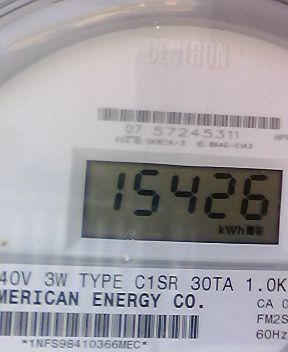 CENTRON
07 57245311
15426
kWh
40V 3W TYPE C1SR 30TA 1.0K
MERICAN ENERGY CO.
CA 0
FM2S
60Hz
*1NFS98410366MEC*